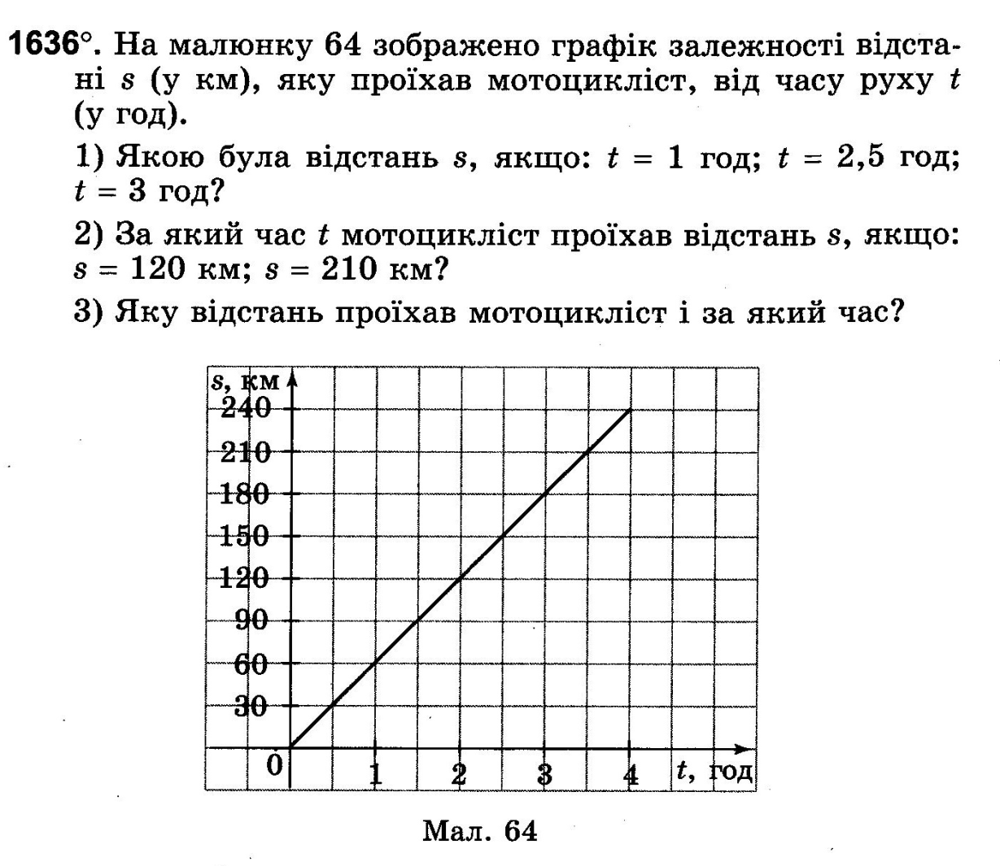 1636°. На малюнку 64 зображено графік залежності відста-
ні s (у км), яку проїхав мотоцикліст, від часу руху t
(у год).
1) Якою була відстань s, якщо: t = 1 год; t = 2,5 год;
t = 3 год?
2) За який час t мотоцикліст проїхав відстань s, якщо:
s = 120 км; s = 210 км?
3) Яку відстань проїхав мотоцикліст і за який час?
s, км
240
210
180
150
120
90
60
30
0 1 2 3 4 t, год
Мал. 64